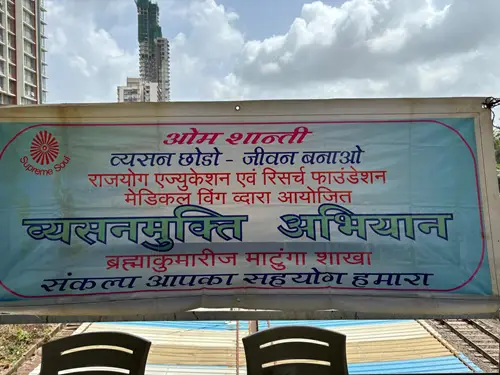 ओम शान्ती
Supreme Soul
व्यसन छोडो - जीवन बनाओ
राजयोग एज्युकेशन एवं रिसर्च फाउंडेशन
मेडिकल विंग व्दारा आयोजित
व्यसनमुक्ति अभियान
ब्रह्माकुमारीज माटुंगा शाखा
संकल्प आपका सहयोग हमारा